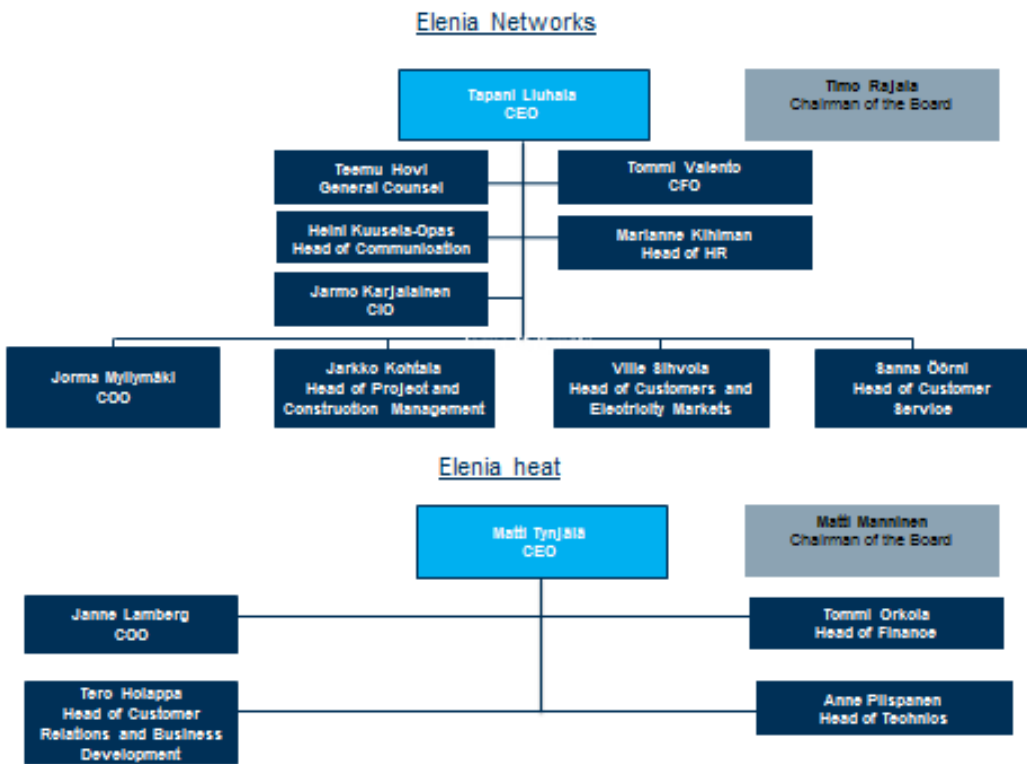 Elenia Networks
Tapani Liuhala
CEO
Timo Rajala
Chairman of the Board
Teemu Hovi
General Counsel
Tommi Valento
CFO
Heini Kuusela-Opas
Head of Communication
Marianne Kihlman
Head of HR
Jarmo Karjalainen
CIO
Jorma Myllymäki
COO
Jarkko Kohtala
Head of Project and
Construction Management
Ville Sihvola
Head of Customers and
Electricity Markets
Sanna Öörni
Head of Customer
Service
Elenia heat
Matti Tynjälä
CEO
Matti Manninen
Chairman of the Board
Janne Lamberg
COO
Tommi Orkola
Head of Finance
Tero Holappa
Head of Customer
Relations and Business
Development
Anne Piispanen
Head of Technics